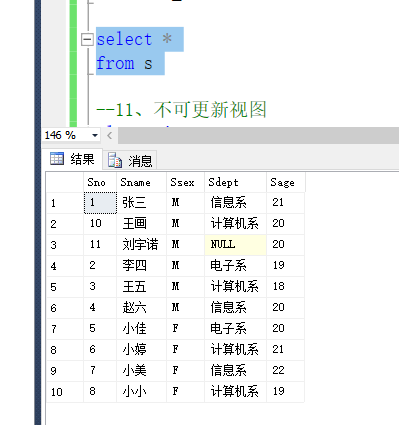 select *
from s
--11、不可更新视图
146 %
结果 消息
Sno Sname Ssex Sdept Sage
1 1 张三 M 信息系 21
2 10 王画 M 计算机系 20
3 11 刘宇诺 M NULL 20
4 2 李四 M 电子系 19
5 3 王五 M 计算机系 18
6 4 赵六 M 信息系 20
7 5 小佳 F 电子系 20
8 6 小婷 F 计算机系 21
9 7 小美 F 信息系 22
10 8 小小 F 计算机系 19